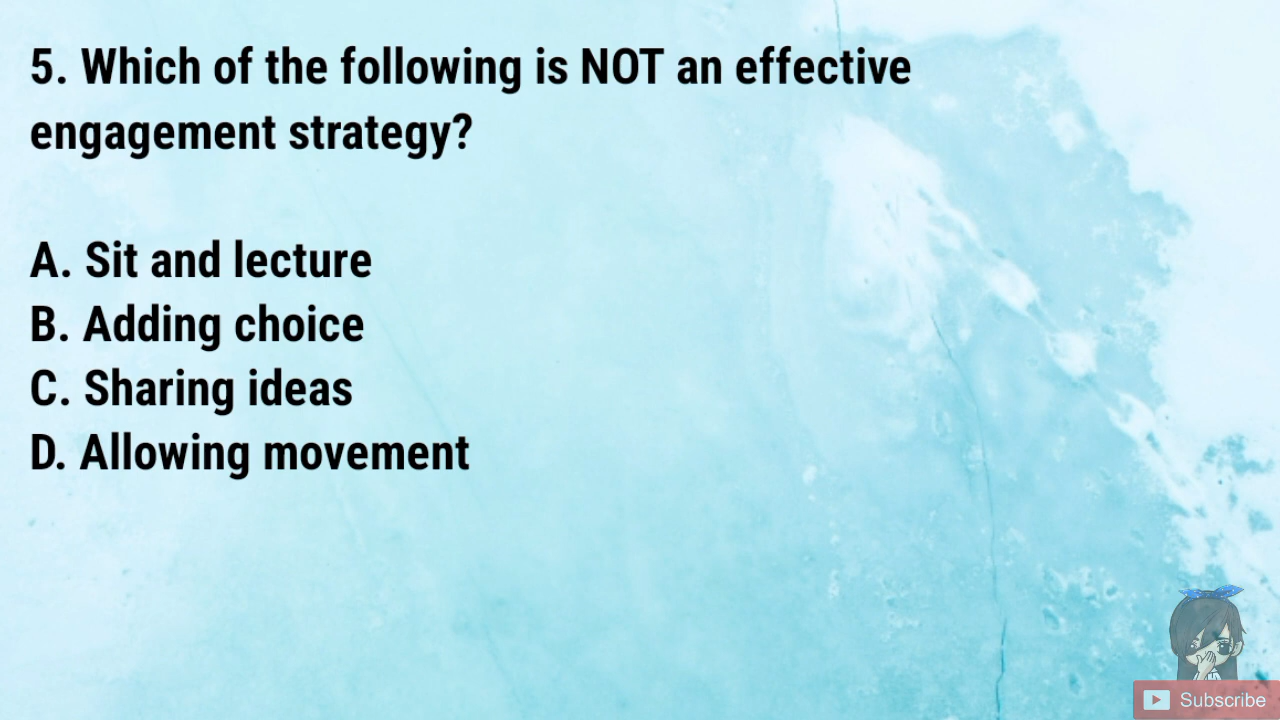 5. Which of the following is NOT an effective
engagement strategy?
A. Sit and lecture
B. Adding choice
C. Sharing ideas
D. Allowing movement
Subscribe